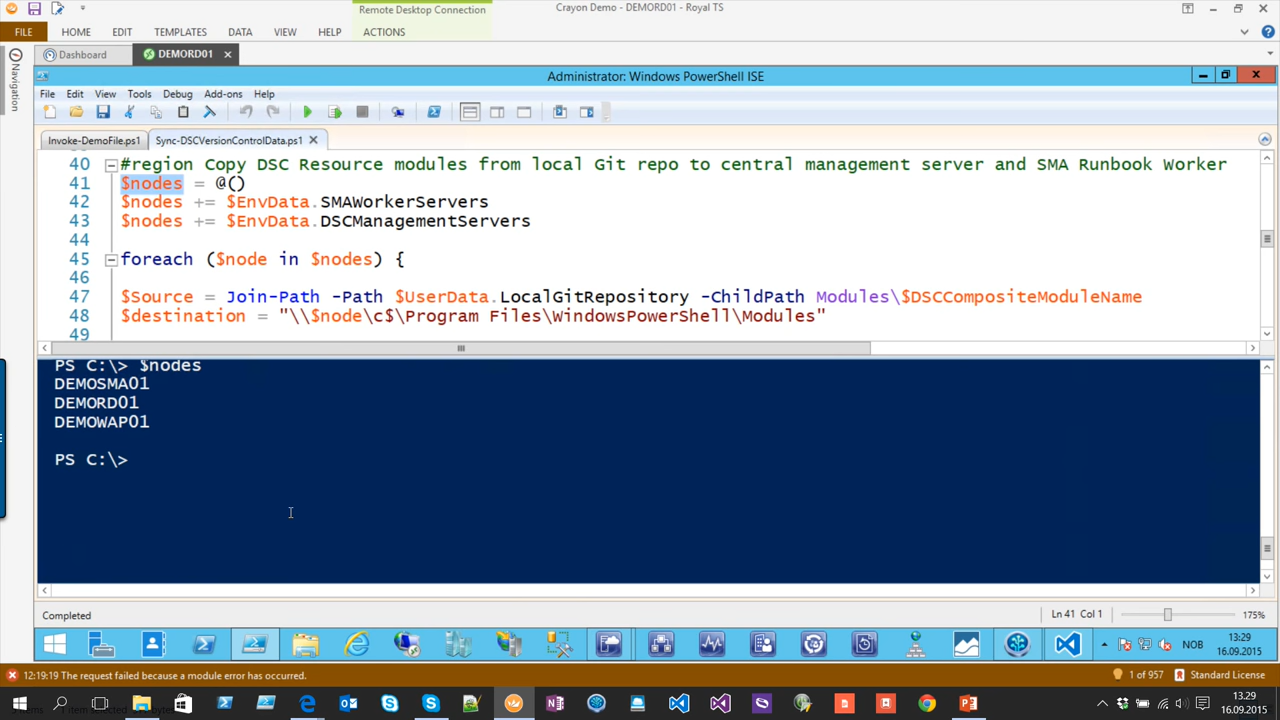 Remote Desktop Connection
Crayon Demo - DEMORD01 - Royal TS
FILE HOME EDIT TEMPLATES DATA VIEW HELP ACTIONS
Navigation
Dashboard DEMORD01
Administrator: Windows PowerShell ISE
File Edit View Tools Debug Add-ons Help
Invoke-DemoFile.ps1 Sync-DSCVersionControlData.ps1
40 #region Copy DSC Resource modules from local Git repo to central management server and SMA Runbook Worker
41 $nodes = @()
42 $nodes += $EnvData.SMAWorkerServers
43 $nodes += $EnvData.DSCManagementServers
44
45 foreach ($node in $nodes) {
46
47 $Source = Join-Path -Path $UserData.LocalGitRepository -ChildPath Modules\$DSCCompositeModuleName
48 $destination = "\\$node\c$\Program Files\WindowsPowerShell\Modules"
49
PS C:\> $nodes
DEMOSMA01
DEMORD01
DEMOWAP01
PS C:\>
Completed Ln 41 Col 1 175%
NOB 13:29
16.09.2015
12:19:19 The request failed because a module error has occurred. 1 of 957 Standard License
13.29
16.09.2015